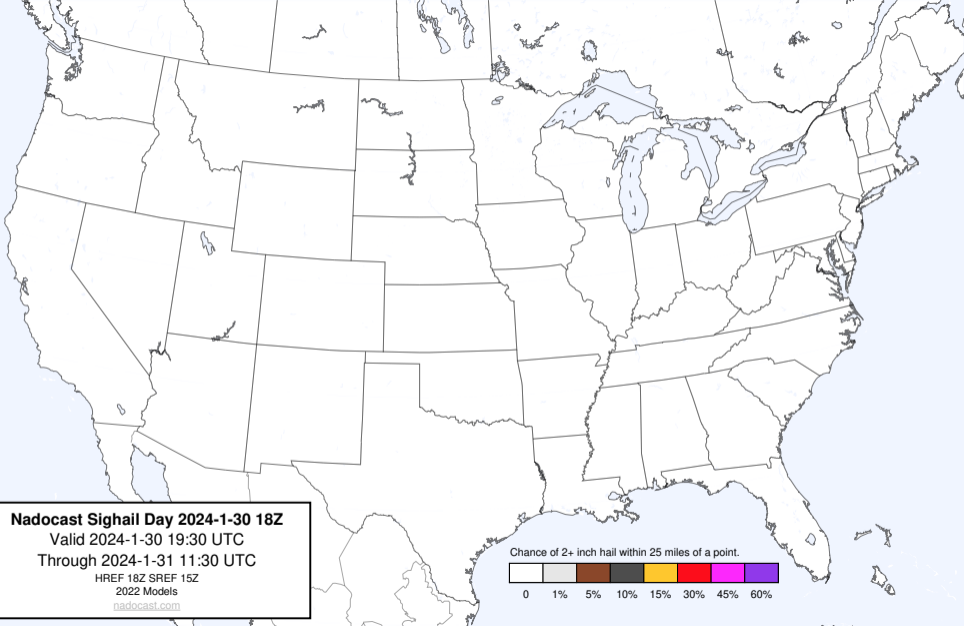 Nadocast Sighail Day 2024-1-30 18Z
Valid 2024-1-30 19:30 UTC
Through 2024-1-31 11:30 UTC
HREF 18Z SREF 15Z
2022 Models
nadocast.com
Chance of 2+ inch hail within 25 miles of a point.
0 1% 5% 10% 15% 30% 45% 60%